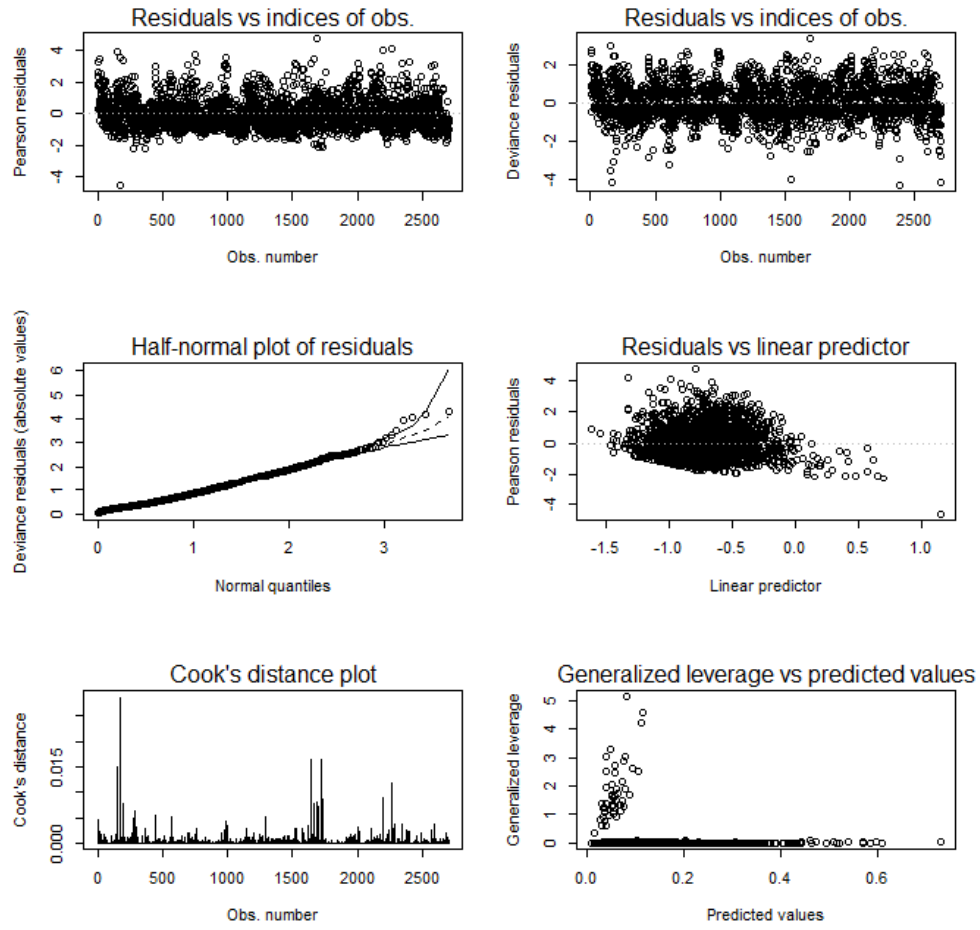 Residuals vs indices of obs.
Pearson residuals
4
2
0
-2
-4
0 500 1000 1500 2000 2500
Obs. number
Residuals vs indices of obs.
Deviance residuals
2
0
-2
-4
0 500 1000 1500 2000 2500
Obs. number
Half-normal plot of residuals
Deviance residuals (absolute values)
6
5
4
3
2
1
0
0 1 2 3
Normal quantiles
Residuals vs linear predictor
Pearson residuals
4
2
0
-2
-4
-1.5 -1.0 -0.5 0.0 0.5 1.0
Linear predictor
Cook's distance plot
Cook's distance
0.015
0.000
0 500 1000 1500 2000 2500
Obs. number
Generalized leverage vs predicted values
Generalized leverage
5
4
3
2
1
0
0.0 0.2 0.4 0.6
Predicted values